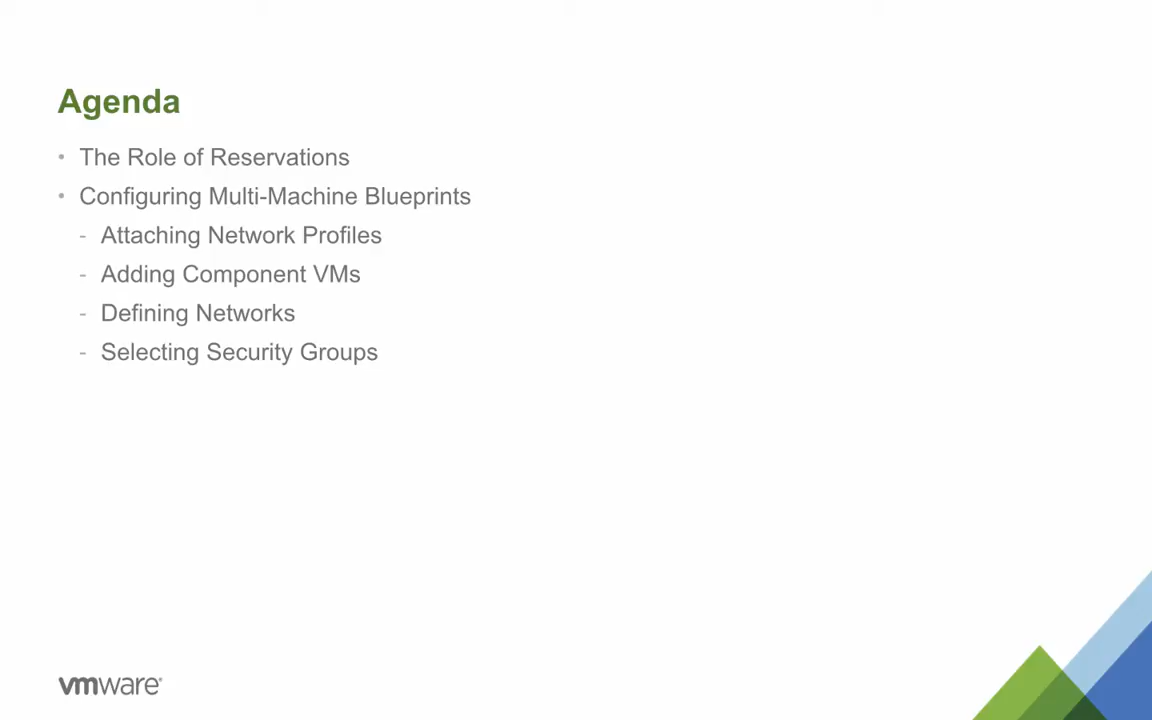 Agenda
• The Role of Reservations
• Configuring Multi-Machine Blueprints
- Attaching Network Profiles
- Adding Component VMs
- Defining Networks
- Selecting Security Groups
vmware®